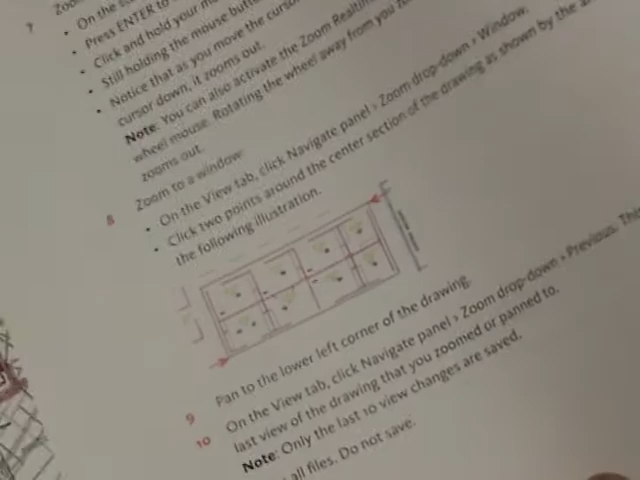 7 Zoo
• On the
• Press ENTER to
• Click and hold your m
• Still holding the mouse butt
• Notice that as you move the curso
cursor down, it zooms out.
Note: You can also activate the Zoom Realtim
wheel mouse. Rotating the wheel away from you zo
zooms out.
8 Zoom to a window:
• On the View tab, click Navigate panel > Zoom drop-down > Window.
• Click two points around the center section of the drawing as shown by the a
the following illustration.
9 Pan to the lower left corner of the drawing.
10 On the View tab, click Navigate panel > Zoom drop-down > Previous. This
last view of the drawing that you zoomed or panned to.
Note: Only the last 10 view changes are saved.
all files. Do not save.